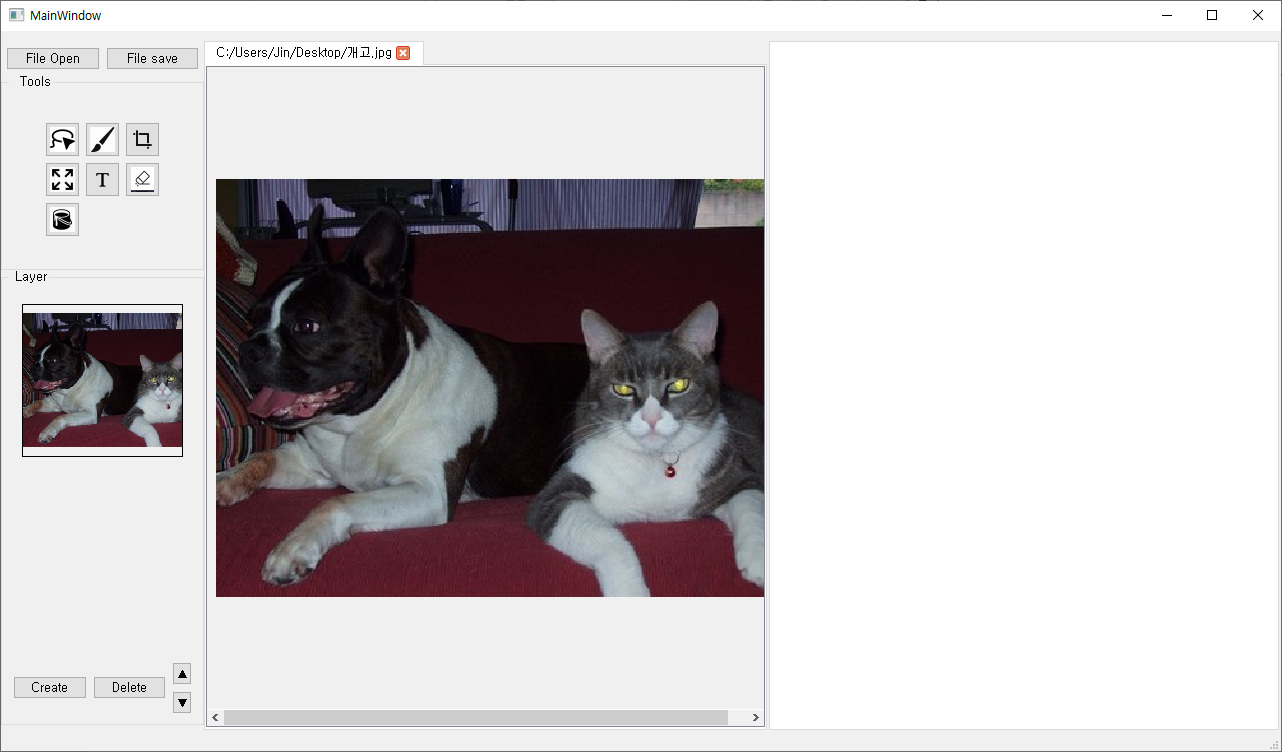 MainWindow
File Open
File save
C:/Users/Jin/Desktop/개고.jpg
Tools
T
Layer
Create
Delete